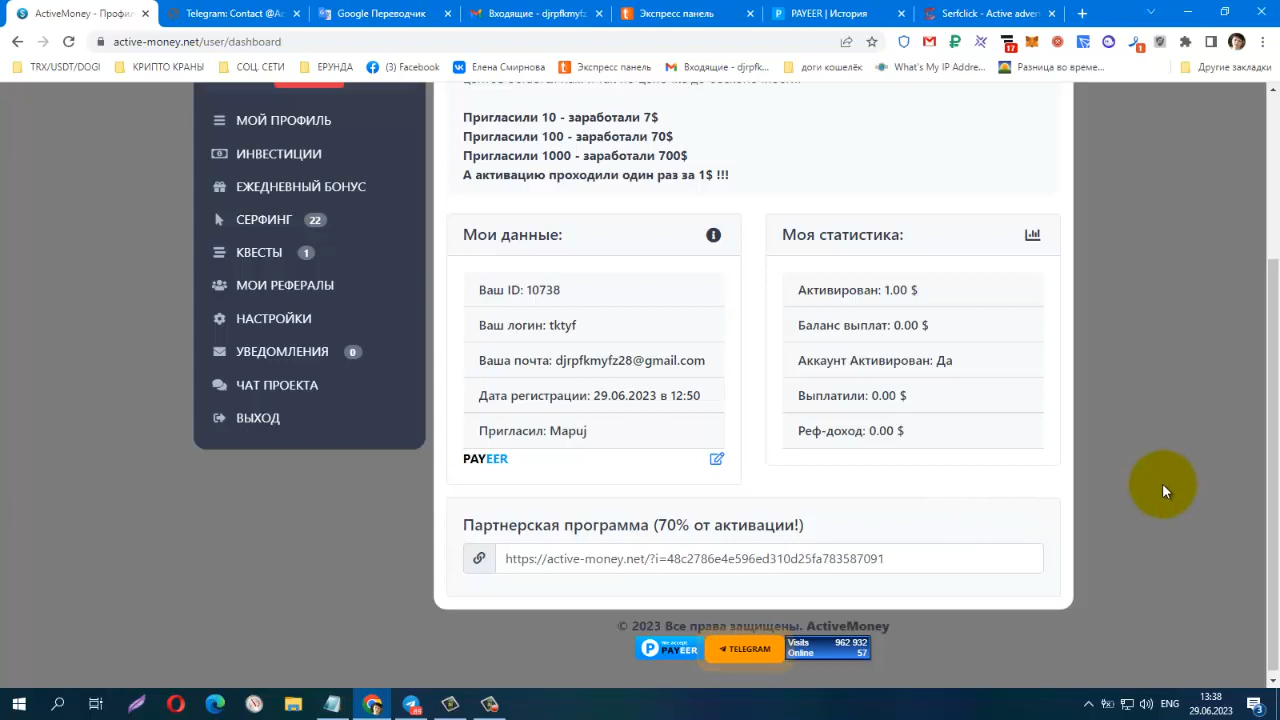 ActiveMoney - Профи
Telegram: Contact @A
Google Переводчик
Входящие - djrpfkmyf
Экспресс панель
PAYEER | История
Serfclick - Active adver
active-money.net/user/dashboard
17
1
TRX/USDT/DOGI
КРИПТО КРАНЫ
СОЦ. СЕТИ
ЕРУНДА
(3) Facebook
Елена Смирнова
Экспресс панель
Входящие - djrpfk...
доги кошелёк
What's My IP Addre...
Разница во време...
Другие закладки
Пригласили 10 - заработали 7$
Пригласили 100 - заработали 70$
Пригласили 1000 - заработали 700$
А активацию проходили один раз за 1$ !!!
МОЙ ПРОФИЛЬ
ИНВЕСТИЦИИ
ЕЖЕДНЕВНЫЙ БОНУС
СЕРФИНГ 22
КВЕСТЫ 1
МОИ РЕФЕРАЛЫ
НАСТРОЙКИ
УВЕДОМЛЕНИЯ 0
ЧАТ ПРОЕКТА
ВЫХОД
Мои данные:
Ваш ID: 10738
Ваш логин: tktyf
Ваша почта: djrpfkmyfz28@gmail.com
Дата регистрации: 29.06.2023 в 12:50
Пригласил: Mapuj
PAYEER
Моя статистика:
Активирован: 1.00 $
Баланс выплат: 0.00 $
Аккаунт Активирован: Да
Выплатили: 0.00 $
Реф-доход: 0.00 $
Партнерская программа (70% от активации!)
https://active-money.net/?i=48c2786e4e596ed310d25fa783587091
© 2023 Все права защищены. ActiveMoney
We accept
PAYEER
TELEGRAM
Visits 962 932
Online 57
ENG
13:38
29.06.2023
3